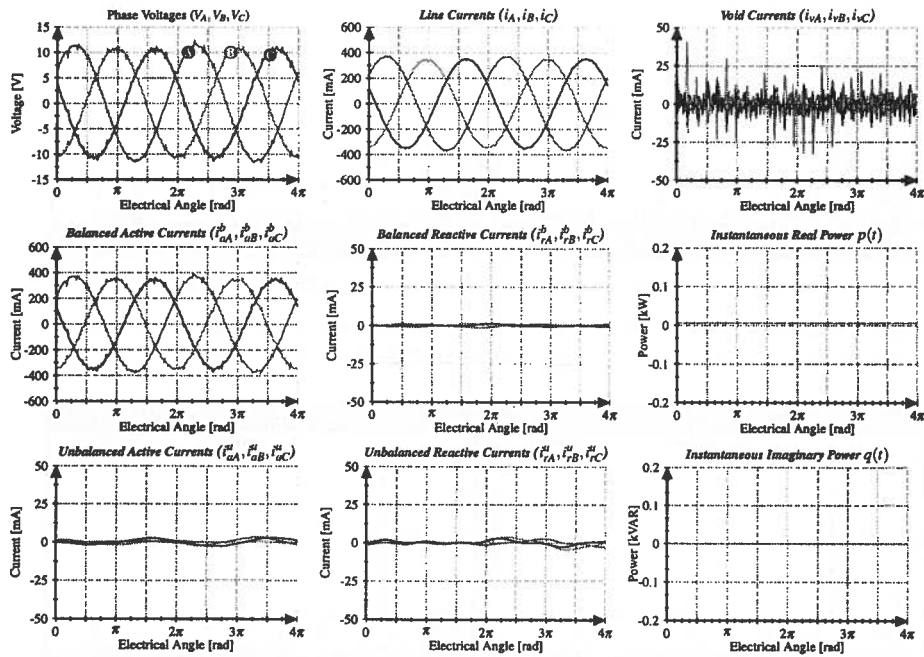 Phase Voltages (V_A, V_B, V_C)
Line Currents (i_A, i_B, i_C)
Void Currents (i_vA, i_vB, i_vC)
Voltage [V]
15
10
5
0
-5
-10
15
A
B
0 π 2π 3π 4π
Electrical Angle [rad]
Current [mA]
600
400
200
0
-200
-400
-600
0 π 2π 3π 4π
Electrical Angle [rad]
Current [mA]
50
25
0
-25
-50
0 π 2π 3π 4π
Electrical Angle [rad]
Balanced Active Currents (i^b_aA, i^b_aB, i^b_aC)
Balanced Reactive Currents (i^b_rA, i^b_rB, i^b_rC)
Instantaneous Real Power p(t)
Current [mA]
600
400
200
0
-200
-400
-600
0 π 2π 3π 4π
Electrical Angle [rad]
Current [mA]
50
25
0
-25
-50
0 π 2π 3π 4π
Electrical Angle [rad]
Power [kW]
0.2
0.1
0
-0.1
-0.2
0 π 2π 3π 4π
Electrical Angle [rad]
Unbalanced Active Currents (i^u_aA, i^u_aB, i^u_aC)
Unbalanced Reactive Currents (i^u_rA, i^u_rB, i^u_rC)
Instantaneous Imaginary Power q(t)
Current [mA]
50
25
0
-25
-50
0 π 2π 3π 4π
Electrical Angle [rad]
Current [mA]
50
25
0
-25
-50
0 π 2π 3π 4π
Electrical Angle [rad]
Power [kVAR]
0.2
0.1
0
-0.1
-0.2
0 π 2π 3π 4π
Electrical Angle [rad]